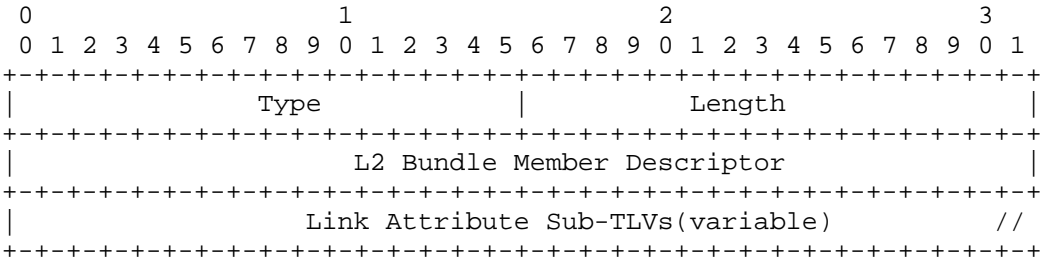 0                   1                   2                   3
 0 1 2 3 4 5 6 7 8 9 0 1 2 3 4 5 6 7 8 9 0 1 2 3 4 5 6 7 8 9 0 1
+-+-+-+-+-+-+-+-+-+-+-+-+-+-+-+-+-+-+-+-+-+-+-+-+-+-+-+-+-+-+-+-+
|               Type            |          Length               |
+-+-+-+-+-+-+-+-+-+-+-+-+-+-+-+-+-+-+-+-+-+-+-+-+-+-+-+-+-+-+-+-+
|                     L2 Bundle Member Descriptor               |
+-+-+-+-+-+-+-+-+-+-+-+-+-+-+-+-+-+-+-+-+-+-+-+-+-+-+-+-+-+-+-+-+
|                  Link Attribute Sub-TLVs(variable)          //
+-+-+-+-+-+-+-+-+-+-+-+-+-+-+-+-+-+-+-+-+-+-+-+-+-+-+-+-+-+-+-+-+